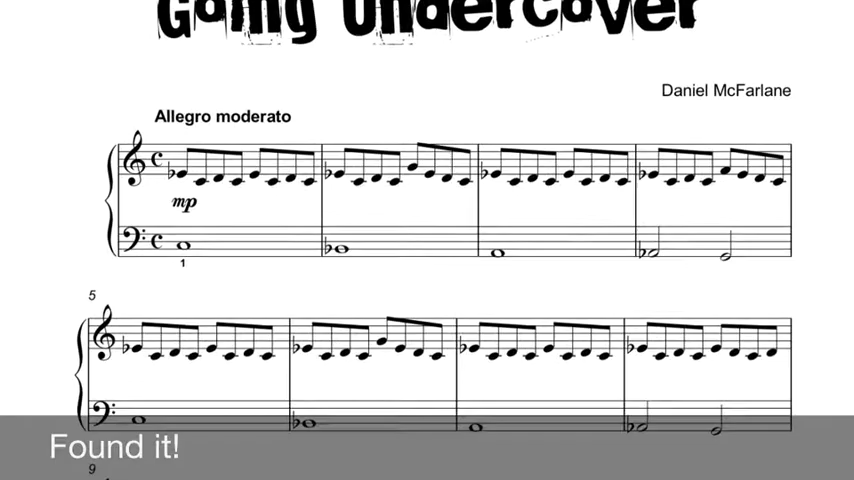 Going Undercover
Daniel McFarlane
Allegro moderato
mp
1
5
Found it!
9